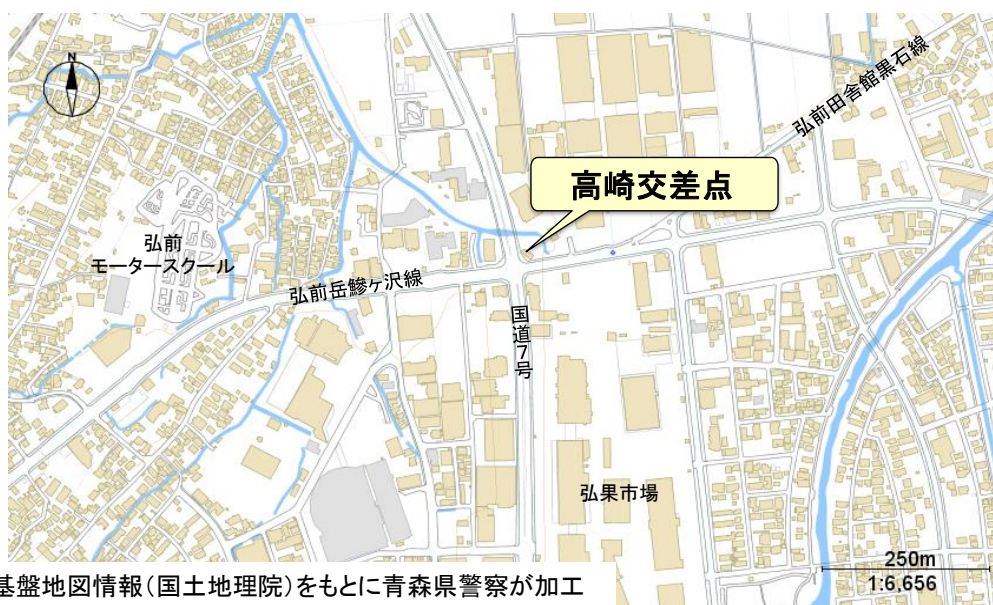 N
弘前田舎館黒石線
高崎交差点
弘前
モータースクール
弘前岳鰺ヶ沢線
国道7号
弘果市場
250m
1:6,656
基盤地図情報(国土地理院)をもとに青森県警察が加工